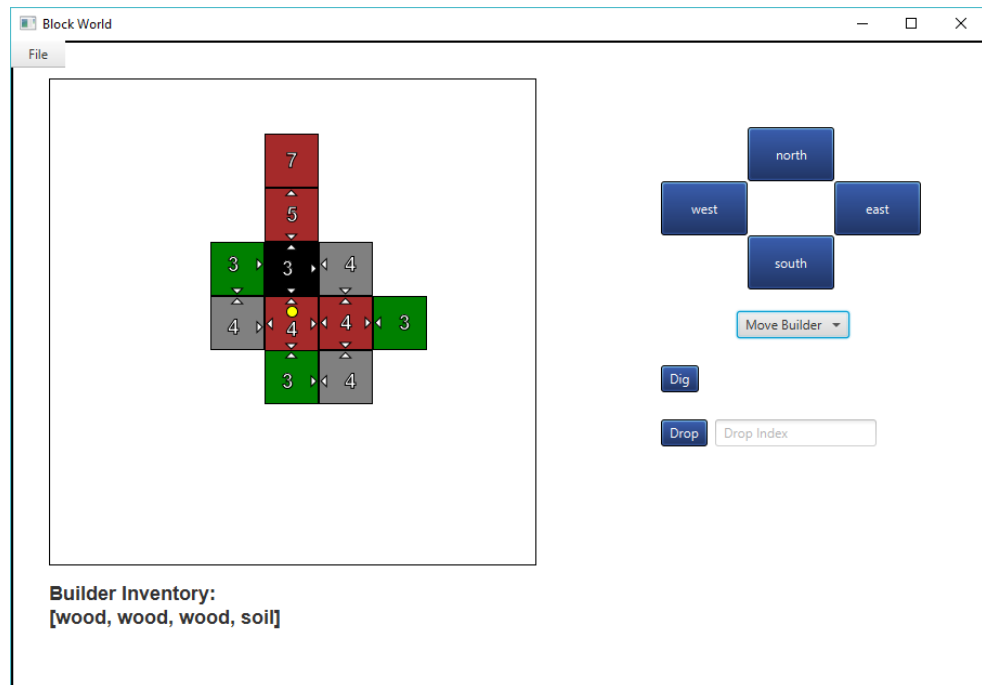 Block World
File
7
5
3 3 4
4 4 4 3
3 4
north
west east
south
Move Builder
Dig
Drop Drop Index
Builder Inventory:
[wood, wood, wood, soil]